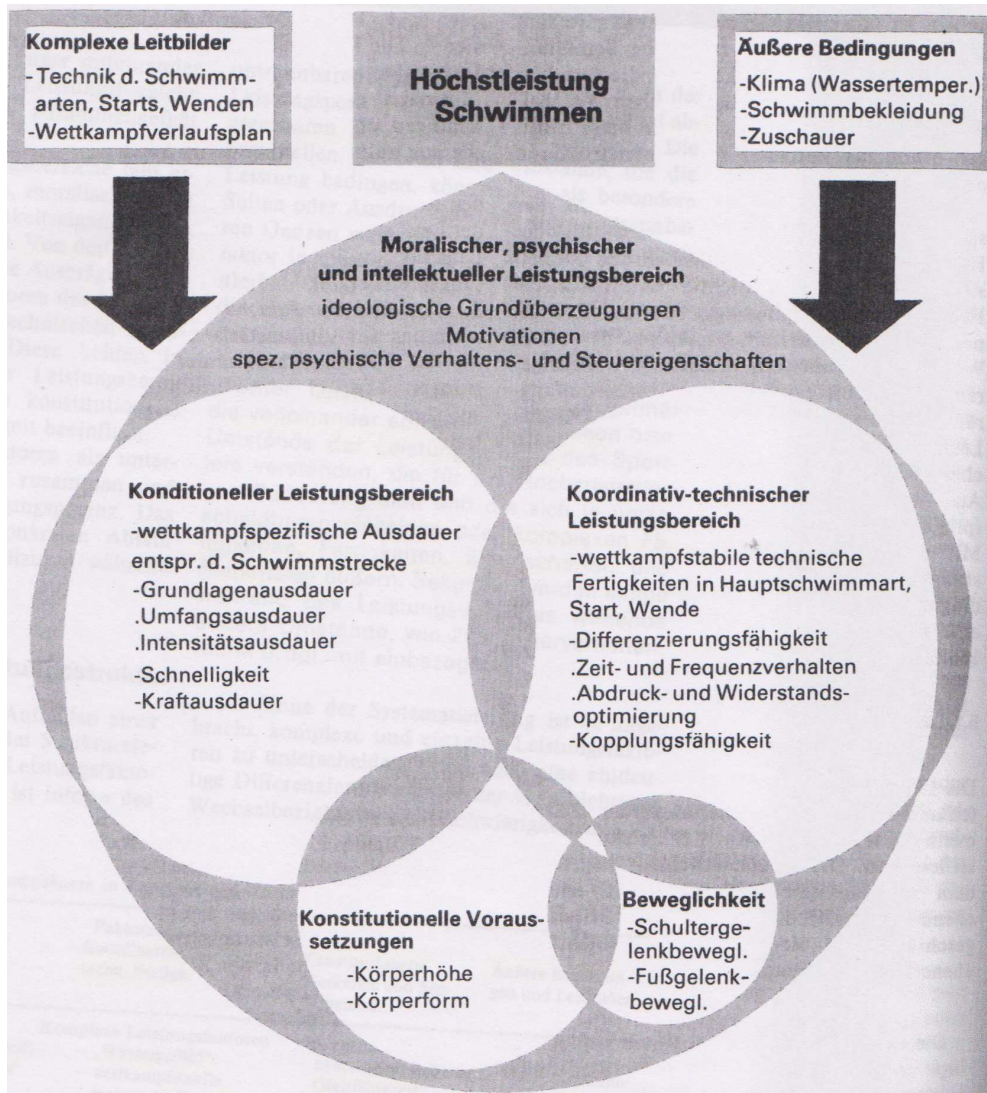 Komplexe Leitbilder
- Technik d. Schwimm-
arten, Starts, Wenden
-Wettkampfverlaufsplan
Höchstleistung
Schwimmen
Äußere Bedingungen
-Klima (Wassertemper.)
-Schwimmbekleidung
-Zuschauer
Moralischer, psychischer
und intellektueller Leistungsbereich
ideologische Grundüberzeugungen
Motivationen
spez. psychische Verhaltens- und Steuereigenschaften
Konditioneller Leistungsbereich
-wettkampfspezifische Ausdauer
entspr. d. Schwimmstrecke
-Grundlagenausdauer
.Umfangsausdauer
.Intensitätsausdauer
-Schnelligkeit
-Kraftausdauer
Koordinativ-technischer
Leistungsbereich
-wettkampfstabile technische
Fertigkeiten in Hauptschwimmart,
Start, Wende
-Differenzierungsfähigkeit
.Zeit- und Frequenzverhalten
.Abdruck- und Widerstands-
optimierung
-Kopplungsfähigkeit
Konstitutionelle Voraus-
setzungen
-Körperhöhe
-Körperform
Beweglichkeit
-Schulterge-
lenkbewegl.
-Fußgelenk-
bewegl.